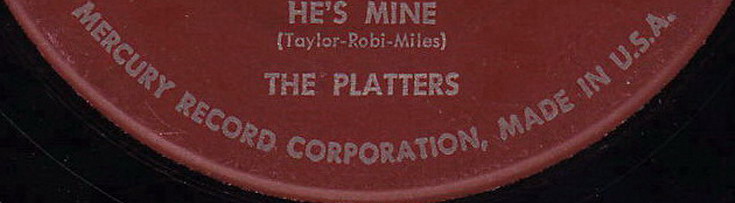 HE'S MINE
(Taylor-Robi-Miles)
THE PLATTERS
MERCURY RECORD CORPORATION, MADE IN U.S.A.